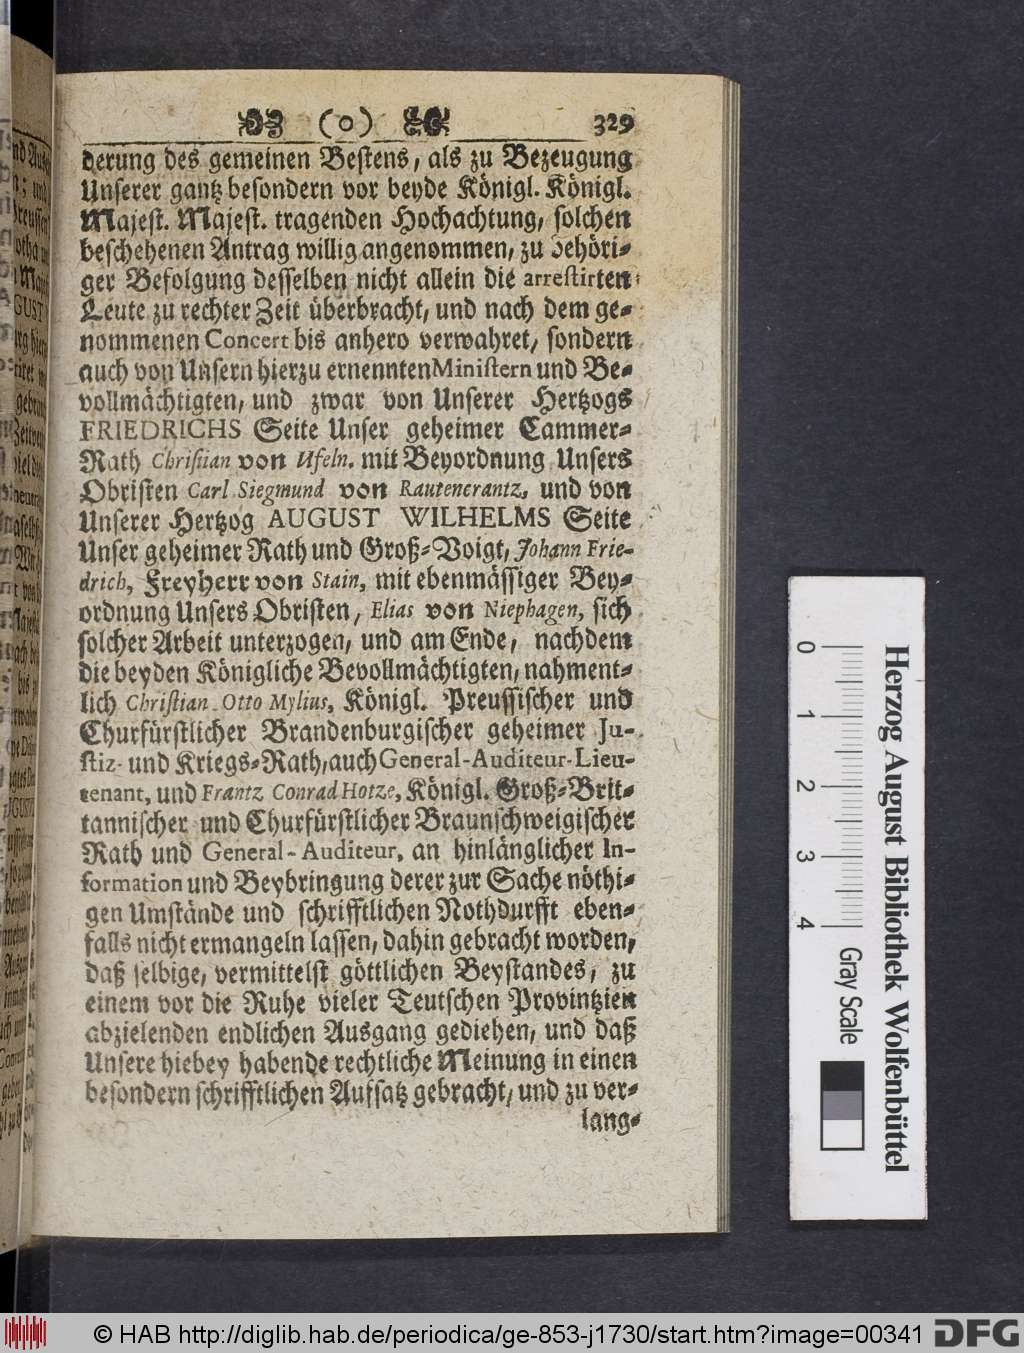 (o) 329
derung des gemeinen Bestens, als zu Bezeugung
Unserer gantz besondern vor beyde Königl. Königl.
Majest. Majest. tragenden Hochachtung, solchen
beschehenen Antrag willig angenommen, zu behöri-
ger Befolgung desselben nicht allein die arrestirten
Leute zu rechter Zeit überbracht, und nach dem ge-
nommenen Concert bis anhero verwahret, sondern
auch von Unsern hierzu ernennten Ministern und Be-
vollmächtigten, und zwar von Unserer Hertzogs
FRIEDRICHS Seite Unser geheimer Cammer-
Rath Christian von Ufeln. mit Beyordnung Unsers
Obristen Carl Siegmund von Rautencrantz, und von
Unserer Hertzog AUGUST WILHELMS Seite
Unser geheimer Rath und Groß-Voigt, Johann Frie-
drich, Freyherr von Stain, mit ebenmässiger Bey-
ordnung Unsers Obristen, Elias von Niephagen, sich
solcher Arbeit unterzogen, und am Ende, nachdem
die beyden Königliche Bevollmächtigten, nahment-
lich Christian Otto Mylius, Königl. Preussischer und
Churfürstlicher Brandenburgischer geheimer Ju-
stiz- und Kriegs-Rath, auch General-Auditeur-Lieu-
tenant, und Frantz Conrad Hotze, Königl. Groß-Brit-
tannischer und Churfürstlicher Braunschweigischer
Rath und General-Auditeur, an hinlänglicher In-
formation und Beybringung derer zur Sache nöthi-
gen Umstände und schrifftlichen Nothdurfft eben-
falls nicht ermangeln lassen, dahin gebracht worden,
daß selbige, vermittelst göttlichen Beystandes, zu
einem vor die Ruhe vieler Teutschen Provintzien
abzielenden endlichen Ausgang gediehen, und daß
Unsere hiebey habende rechtliche Meinung in einen
besondern schrifftlichen Aufsatz gebracht, und zu ver-
lang-
0 1 2 3 4
Herzog August Bibliothek Wolfenbüttel
Gray Scale
© HAB http://diglib.hab.de/periodica/ge-853-j1730/start.htm?image=00341 DFG